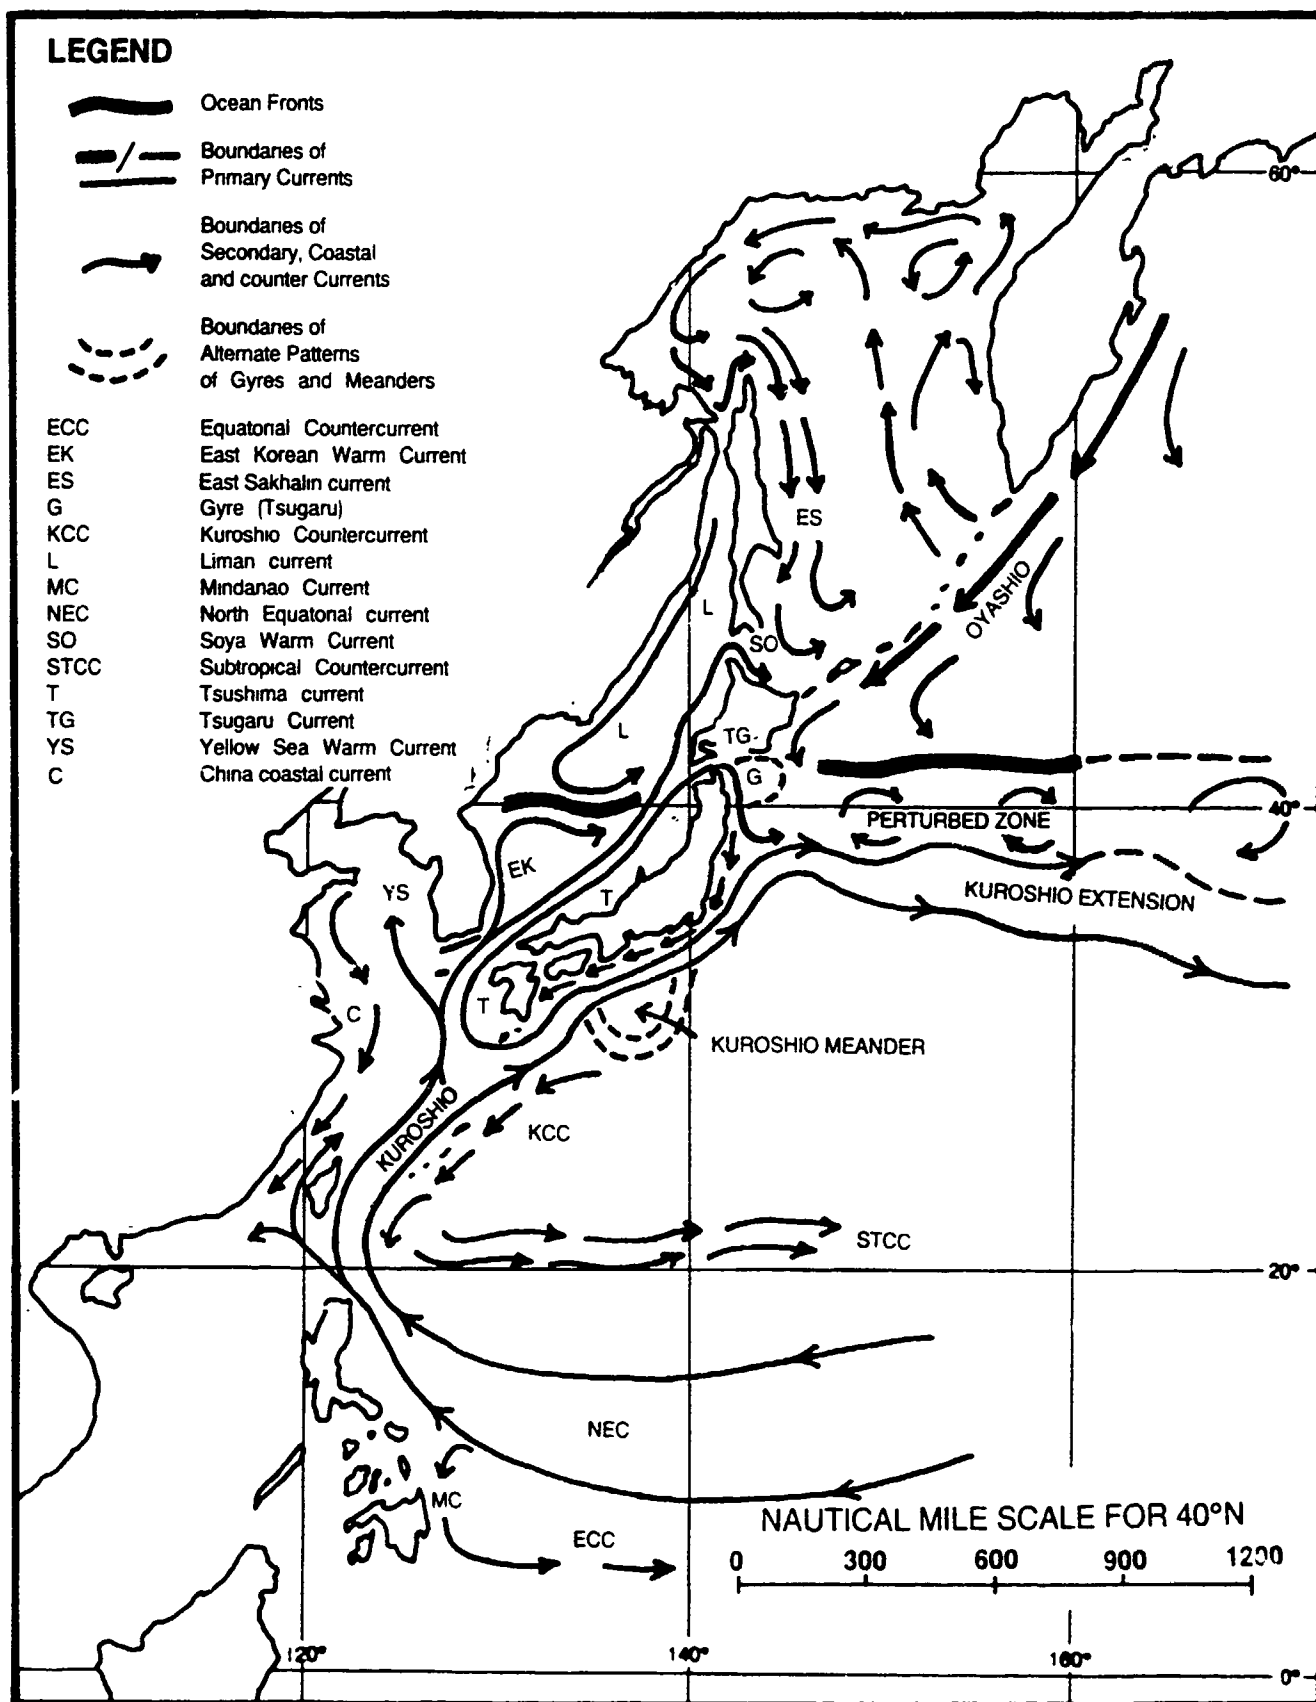 LEGEND
Ocean Fronts
Boundaries of
Primary Currents
Boundaries of
Secondary, Coastal
and counter Currents
Boundaries of
Alternate Patterns
of Gyres and Meanders
ECC Equatorial Countercurrent
EK East Korean Warm Current
ES East Sakhalin current
G Gyre (Tsugaru)
KCC Kuroshio Countercurrent
L Liman current
MC Mindanao Current
NEC North Equatorial current
SO Soya Warm Current
STCC Subtropical Countercurrent
T Tsushima current
TG Tsugaru Current
YS Yellow Sea Warm Current
C China coastal current
60°
ES
OYASHIO
L
SO
L
TG
G
40°
PERTURBED ZONE
EK
YS
T
KUROSHIO EXTENSION
T
C
KUROSHIO MEANDER
KUROSHIO
KCC
STCC
20°
NEC
MC
ECC
NAUTICAL MILE SCALE FOR 40°N
0 300 600 900 1200
120° 140° 160° 0°